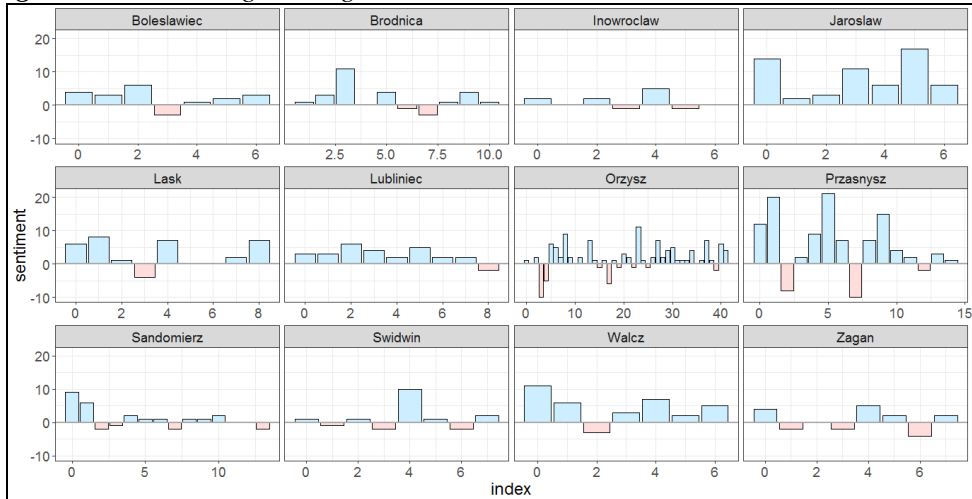 Boleslawiec Brodnica Inowroclaw Jaroslaw
20
10
0
-10
0 2 4 6 2.5 5.0 7.5 10.0 0 2 4 6 0 2 4 6
Lask Lubliniec Orzysz Przasnysz
20
10
0
-10
0 2 4 6 8 0 2 4 6 8 0 10 20 30 40 0 5 10 15
sentiment
Sandomierz Swidwin Walcz Zagan
20
10
0
-10
0 5 10 0 2 4 6 0 2 4 6 0 2 4 6
index